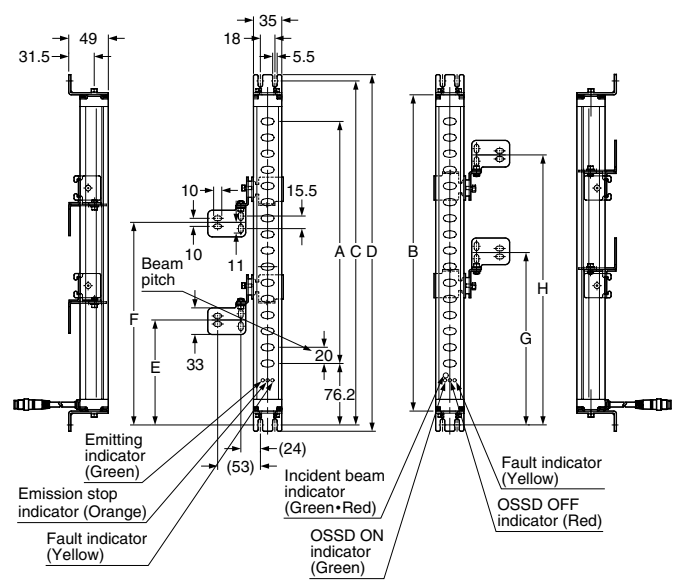 35
49
18
31.5
5.5
10
15.5
10
11
Beam
pitch
A
C
D
B
F
E
33
20
76.2
H
G
(24)
(53)
Emitting
indicator
(Green)
Emission stop
indicator (Orange)
Fault indicator
(Yellow)
Incident beam
indicator
(Green•Red)
OSSD ON
indicator
(Green)
Fault indicator
(Yellow)
OSSD OFF
indicator (Red)